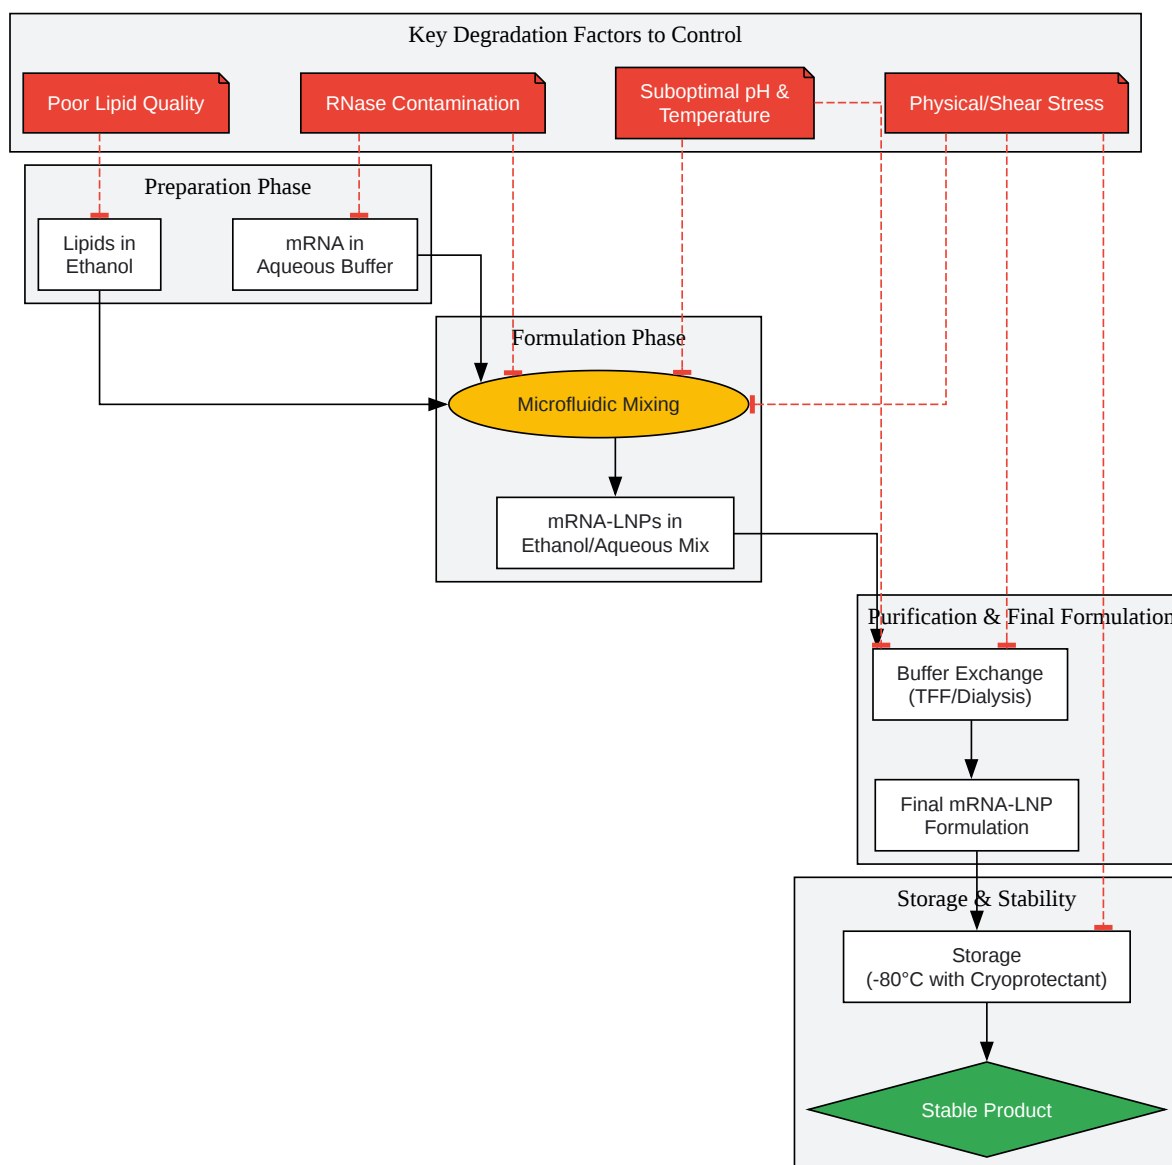 Key Degradation Factors to Control
Poor Lipid Quality
RNase Contamination
Suboptimal pH &
Temperature
Physical/Shear Stress
Preparation Phase
Lipids in
Ethanol
mRNA in
Aqueous Buffer
Formulation Phase
Microfluidic Mixing
mRNA-LNPs in
Ethanol/Aqueous Mix
Purification & Final Formulation
Buffer Exchange
(TFF/Dialysis)
Final mRNA-LNP
Formulation
Storage & Stability
Storage
(-80°C with Cryoprotectant)
Stable Product